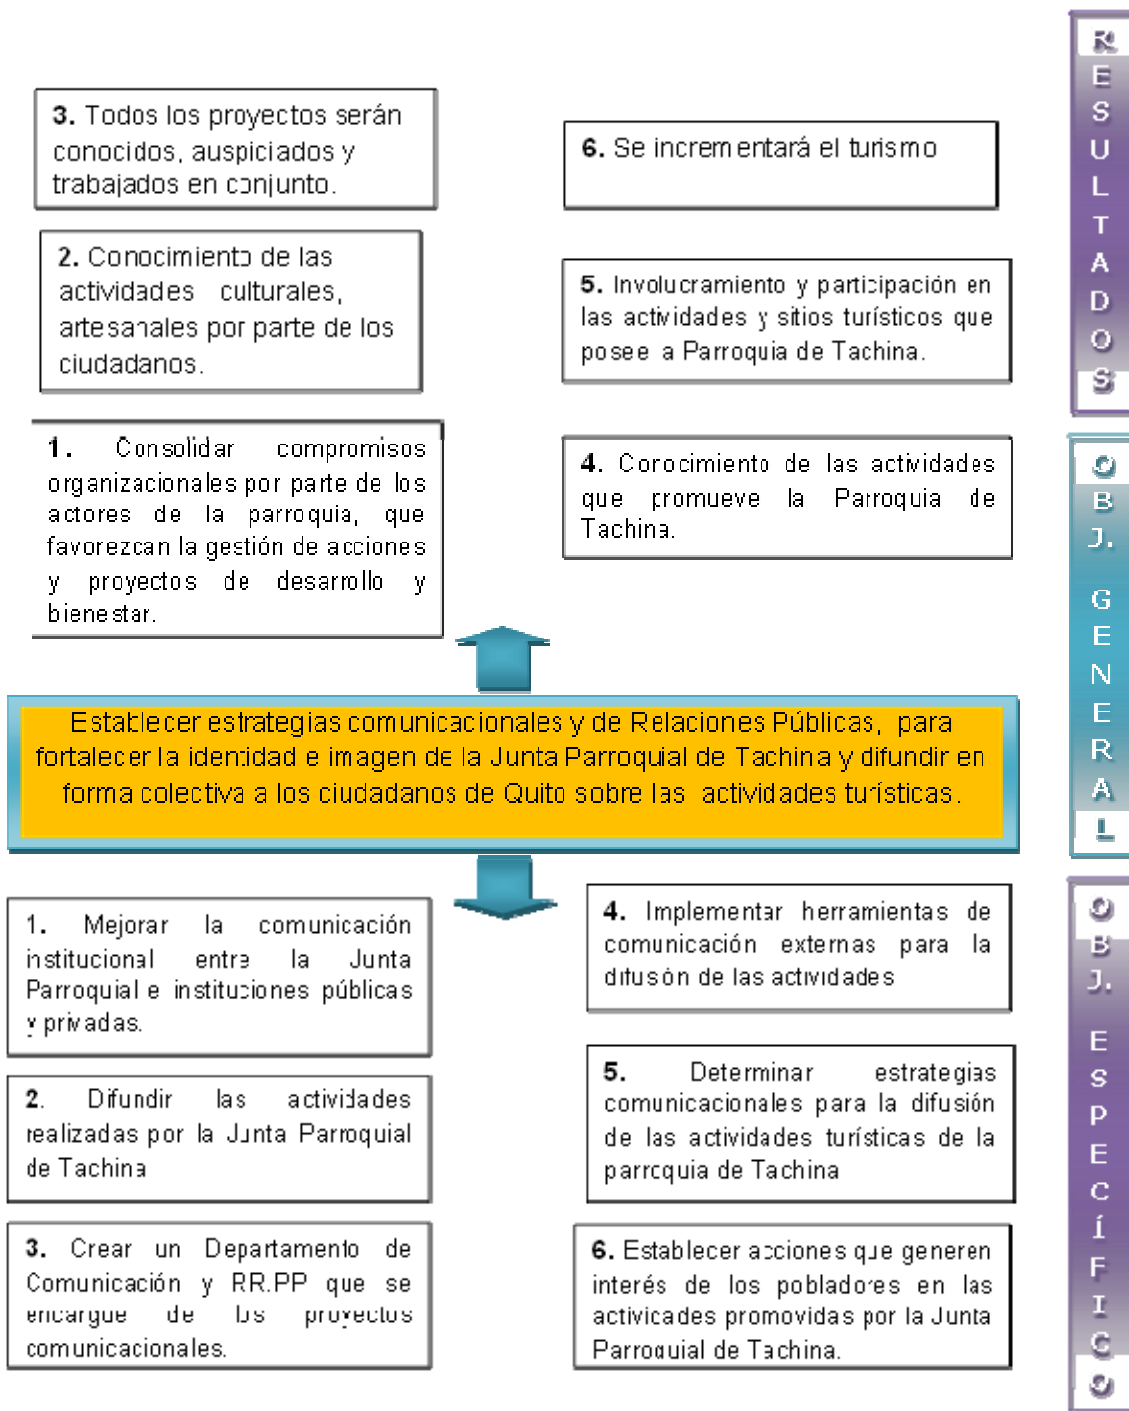 3. Todos los proyectos serán
conocidos, auspiciados y
trabajados en conjunto.
6. Se incrementará el turismo
2. Conocimiento de las
actividades culturales,
artesanales por parte de los
ciudadanos.
5. Involucramiento y participación en
las actividades y sitios turísticos que
posee a Parroquia de Tachina.
1. Consolidar compromisos
organizacionales por parte de los
actores de la parroquia, que
favorezcan la gestión de acciones
y proyectos de desarrollo y
bienestar.
4. Conocimiento de las actividades
que promueve la Parroquia de
Tachina.
Establecer estrategias comunicacionales y de Relaciones Públicas, para
fortalecer la identidad e imagen de la Junta Parroquial de Tachina y difundir en
forma colectiva a los ciudadanos de Quito sobre las actividades turísticas.
1. Mejorar la comunicación
institucional entre la Junta
Parroquial e instituciones públicas
y privadas.
4. Implementar herramientas de
comunicación externas para la
difusón de las actividades
2. Difundir las actividades
realizadas por la Junta Parroquial
de Tachina
5. Determinar estrategias
comunicacionales para la difusión
de las actividades turísticas de la
parroquia de Tachina
3. Crear un Departamento de
Comunicación y RR.PP que se
encargue de los proyectos
comunicacionales.
6. Establecer acciones que generen
interés de los pobladores en las
actividades promovidas por la Junta
Parroquial de Tachina.
RESULTADOS
OBJ. GENERAL
OBJ. ESPECÍFICO